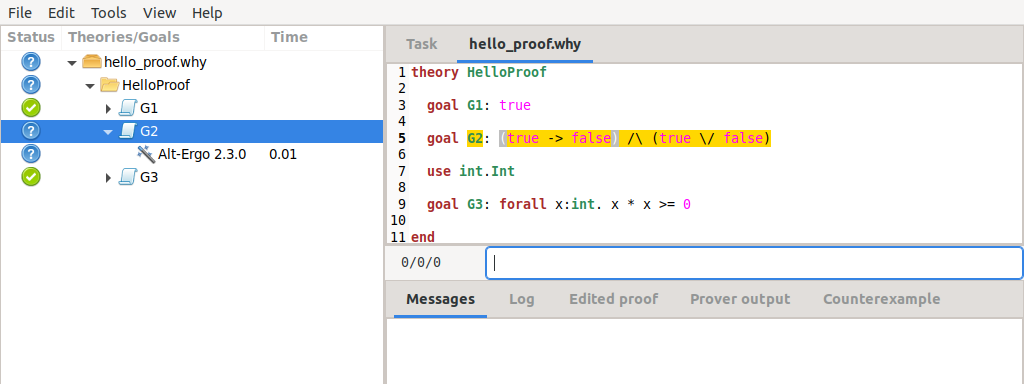 File Edit Tools View Help
Status Theories/Goals Time
hello_proof.why
HelloProof
G1
G2
Alt-Ergo 2.3.0 0.01
G3
Task hello_proof.why
1 theory HelloProof
2
3 goal G1: true
4
5 goal G2: (true -> false) /\ (true \/ false)
6
7 use int.Int
8
9 goal G3: forall x:int. x * x >= 0
10
11 end
0/0/0
Messages Log Edited proof Prover output Counterexample